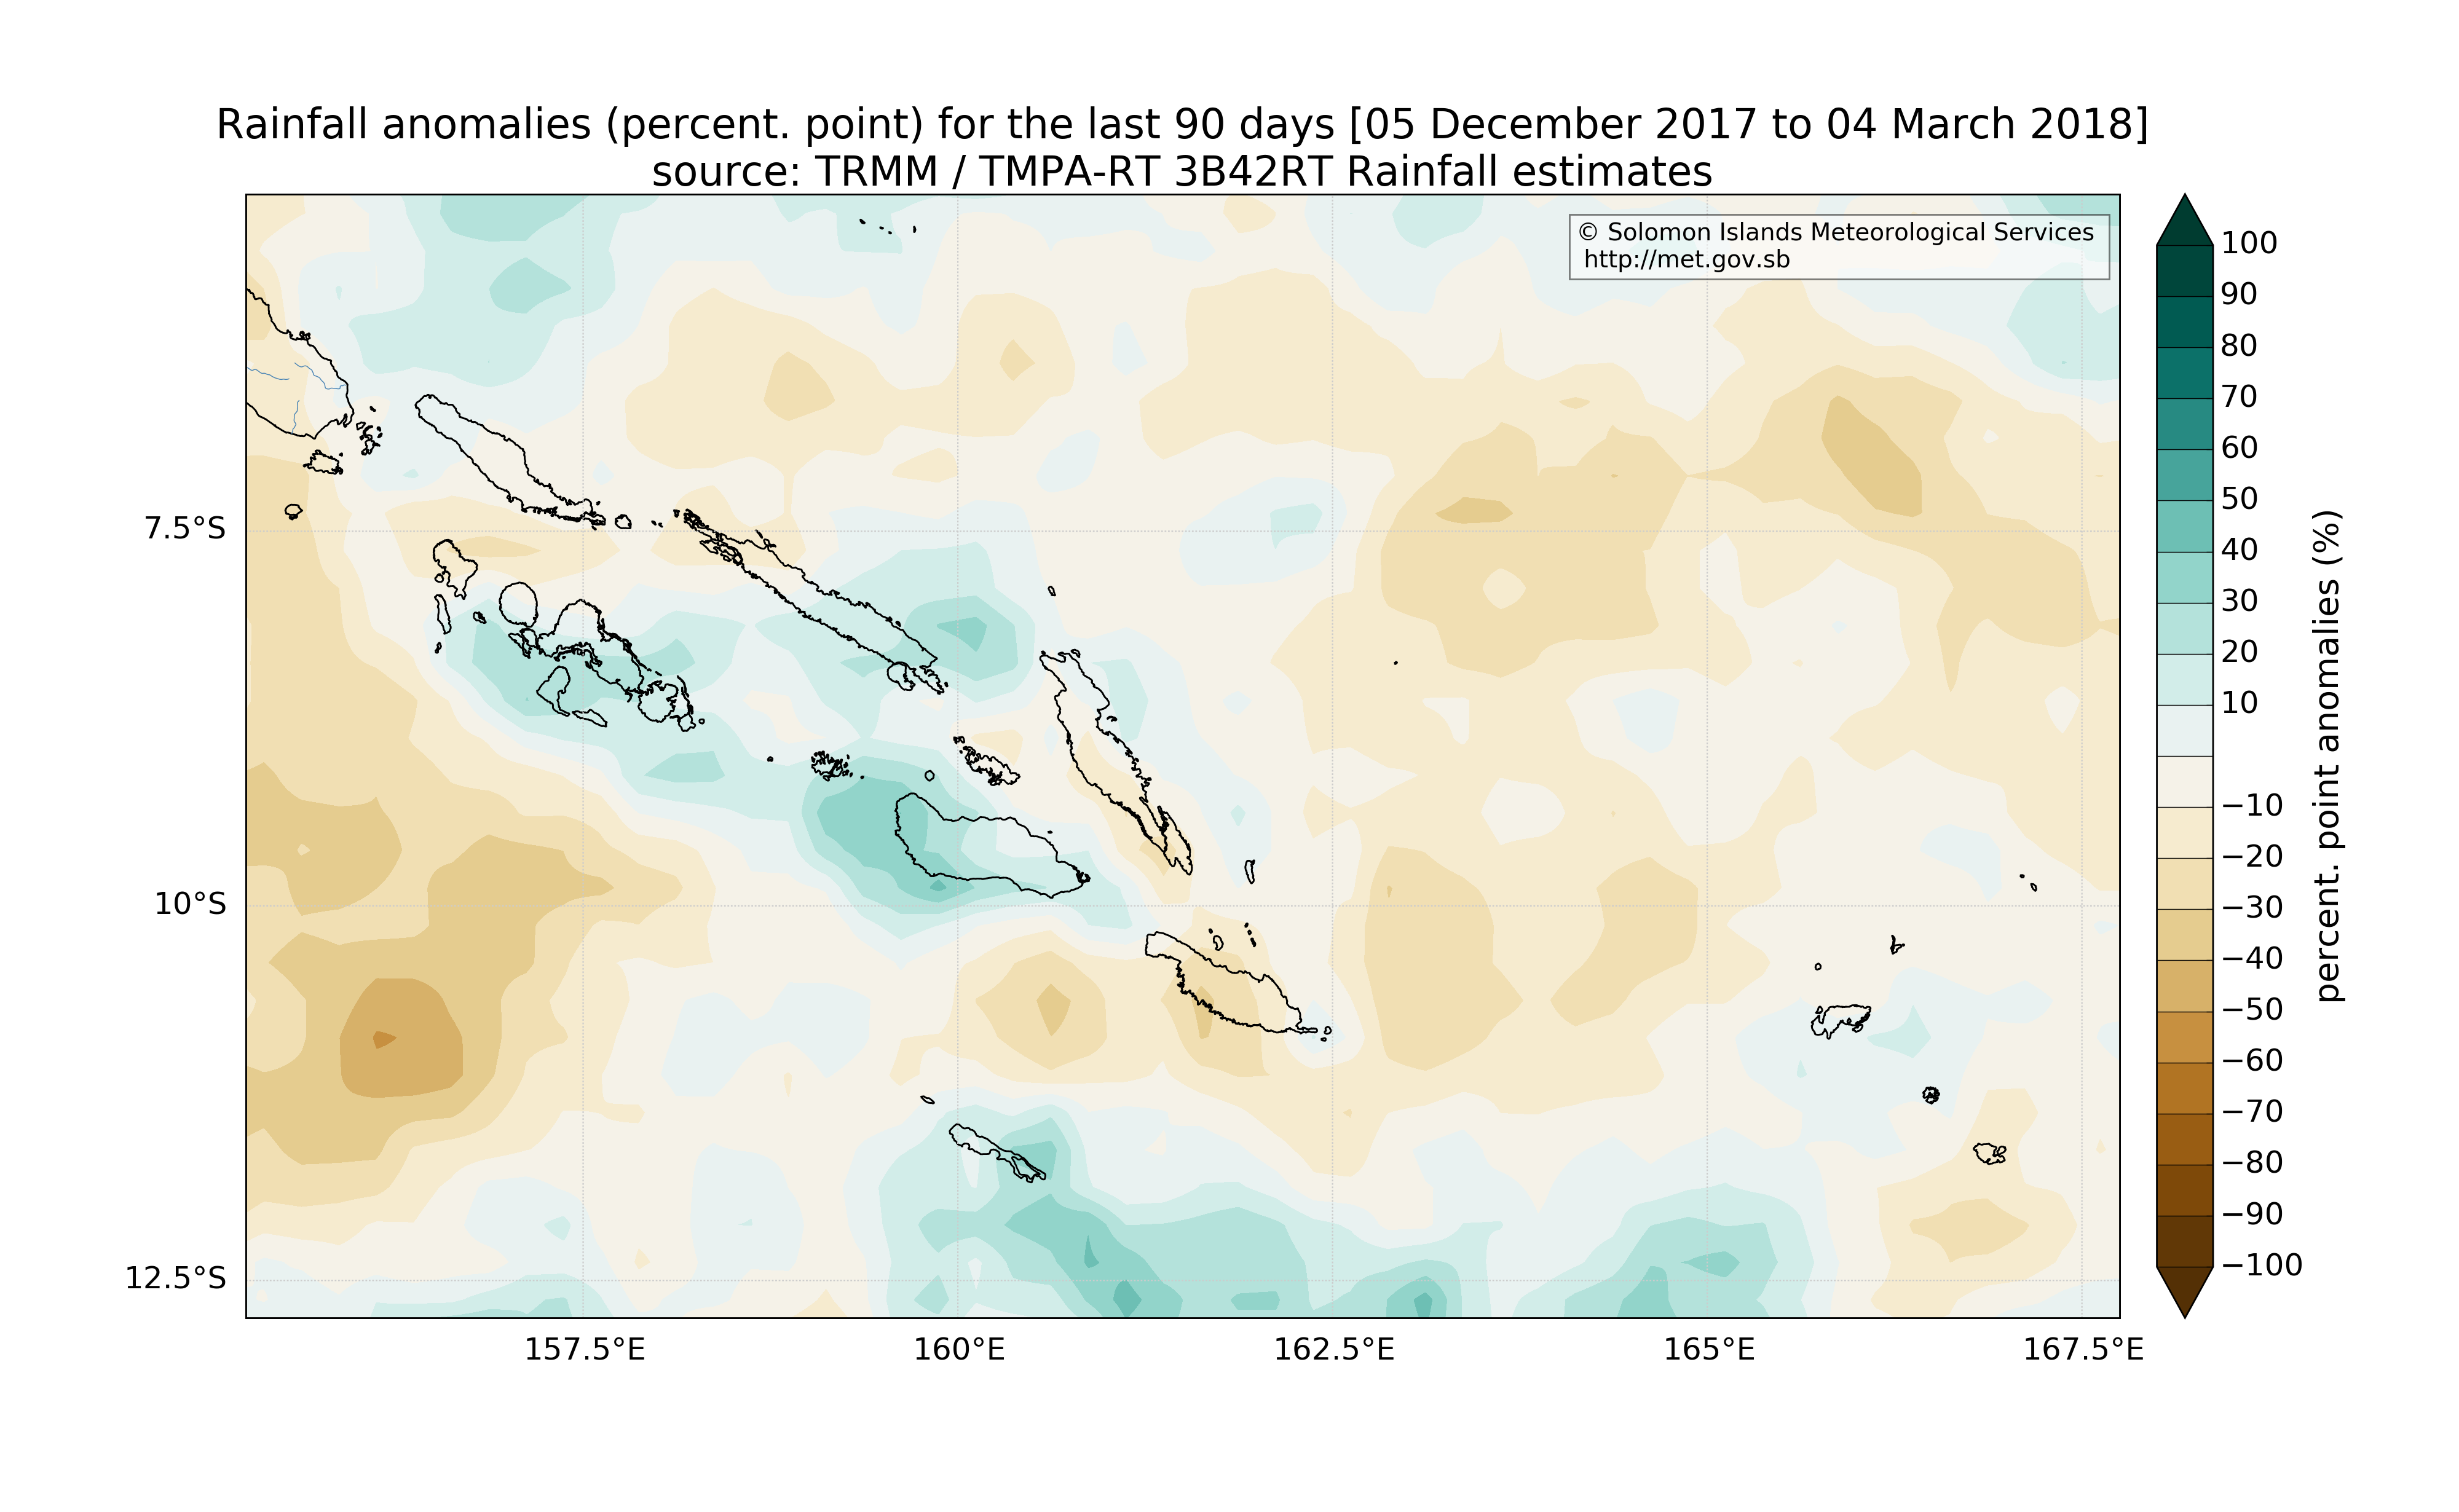 Rainfall anomalies (percent. point) for the last 90 days [05 December 2017 to 04 March 2018]
source: TRMM / TMPA-RT 3B42RT Rainfall estimates
© Solomon Islands Meteorological Services
http://met.gov.sb
7.5°S
10°S
12.5°S
157.5°E
160°E
162.5°E
165°E
167.5°E
100
90
80
70
60
50
40
30
20
10
−10
−20
−30
−40
−50
−60
−70
−80
−90
−100
percent. point anomalies (%)